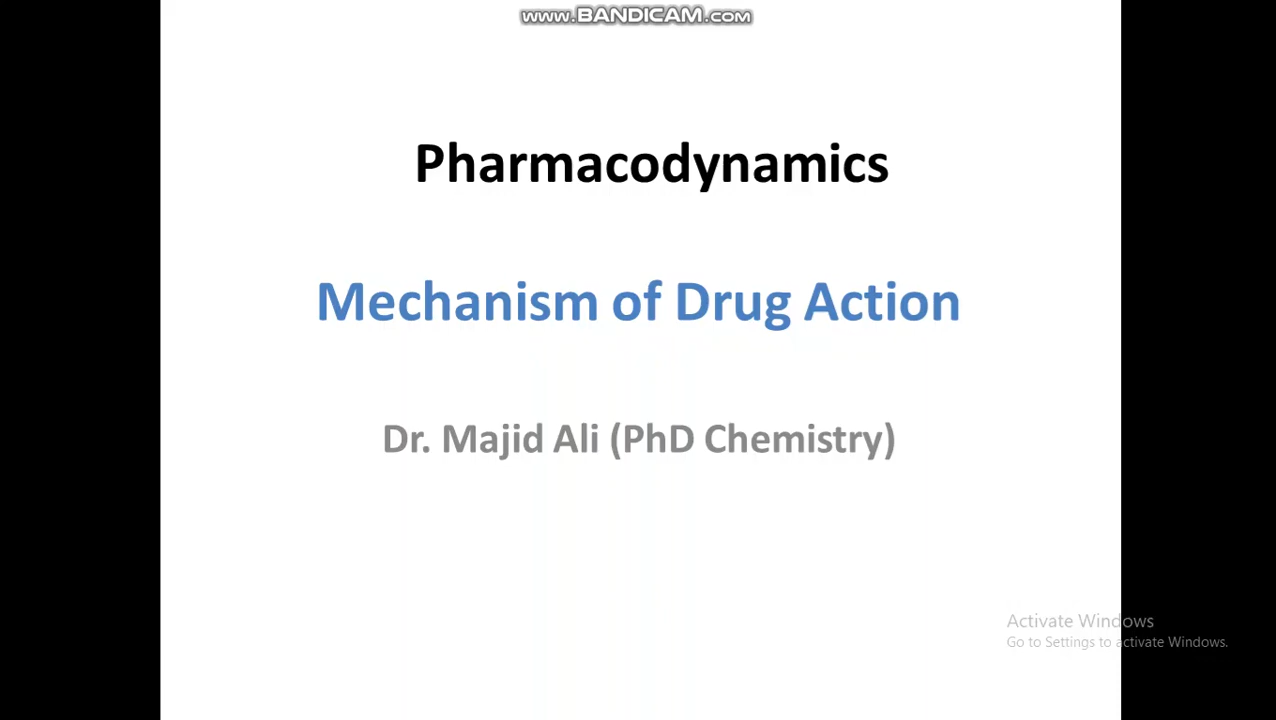 www.BANDICAM.com
Pharmacodynamics
Mechanism of Drug Action
Dr. Majid Ali (PhD Chemistry)
Activate Windows
Go to Settings to activate Windows.